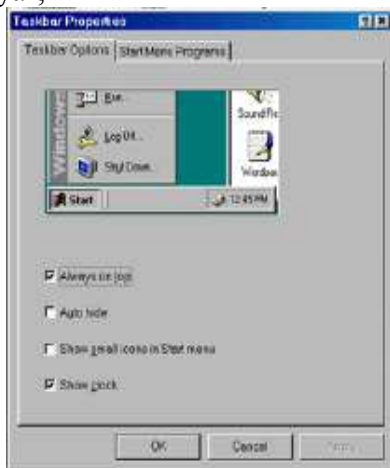 Taskbar Properties
Taskbar Options Start Menu Programs
Windows
Run...
Log Off...
Shut Down...
Start
12:45 PM
Always on top
Auto hide
Show small icons in Start menu
Show clock
OK Cancel Apply